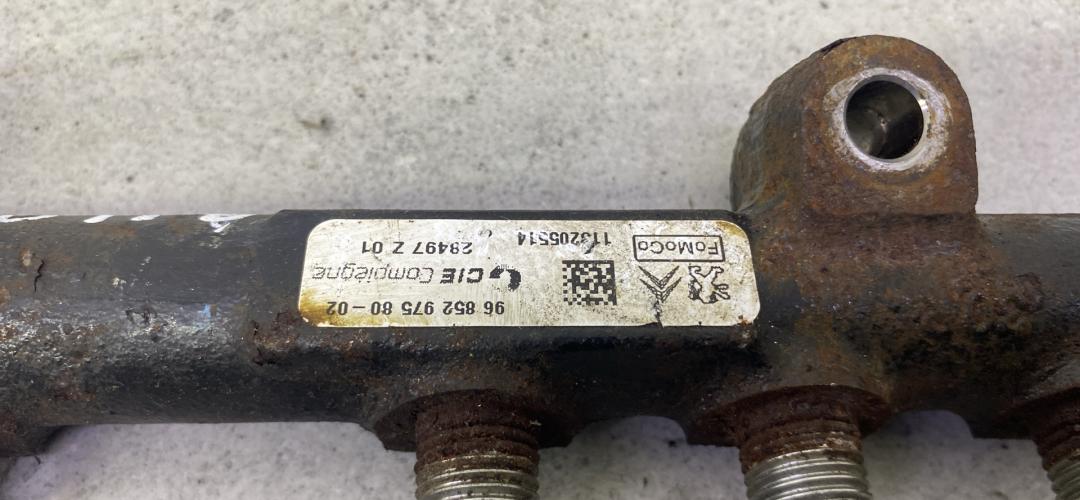 96 852 975 80-02
CIE Compiègne
28497 Z 01
113205514
FoMoCo